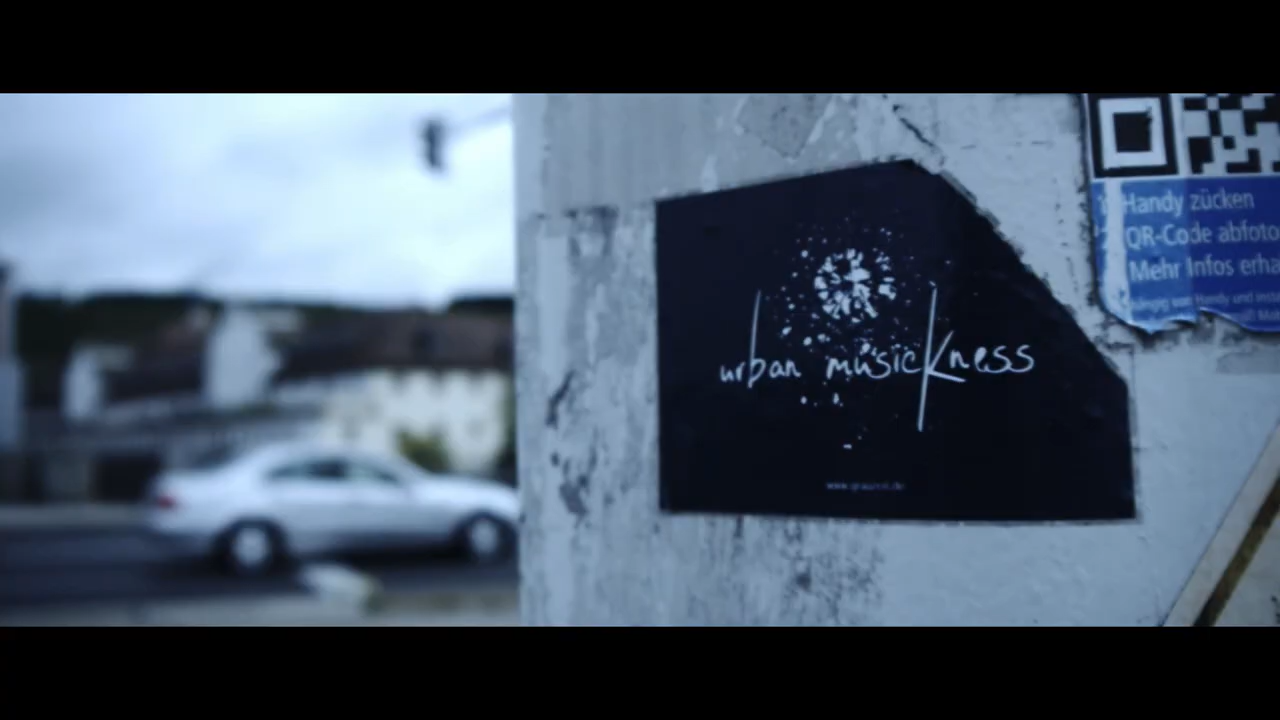 Handy zücken
QR-Code abfoto
Mehr Infos erha
urban musicKness